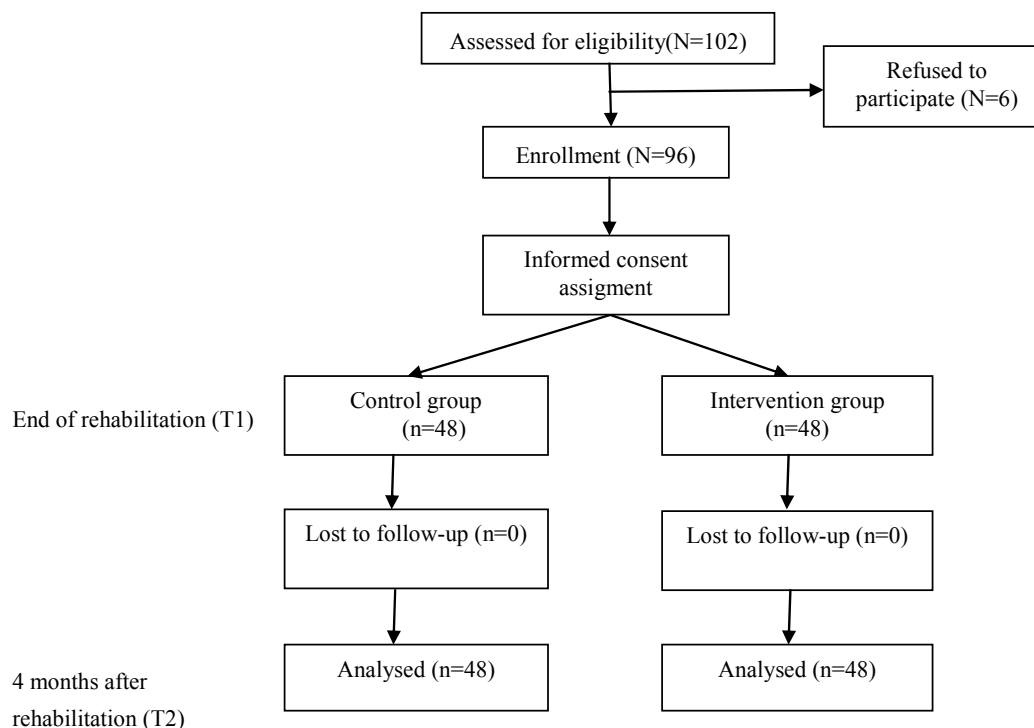 Assessed for eligibility(N=102)
Refused to
participate (N=6)
Enrollment (N=96)
Informed consent
assigment
End of rehabilitation (T1)
Control group
(n=48)
Intervention group
(n=48)
Lost to follow-up (n=0)
Lost to follow-up (n=0)
Analysed (n=48)
Analysed (n=48)
4 months after
rehabilitation (T2)